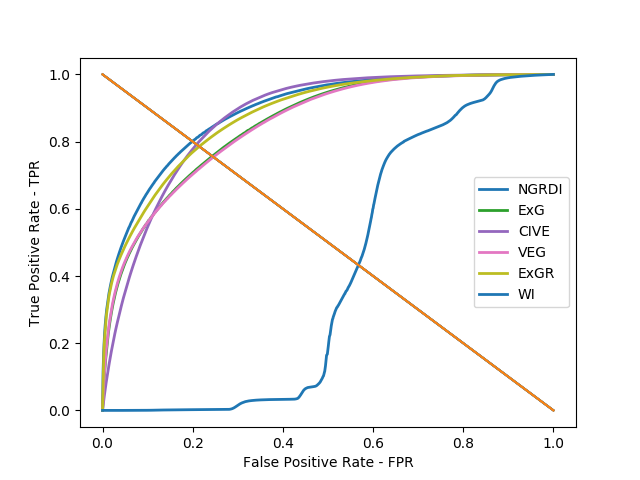 1.0
0.8
0.6
0.4
0.2
0.0
True Positive Rate - TPR
NGRDI
ExG
CIVE
VEG
ExGR
WI
0.0 0.2 0.4 0.6 0.8 1.0
False Positive Rate - FPR